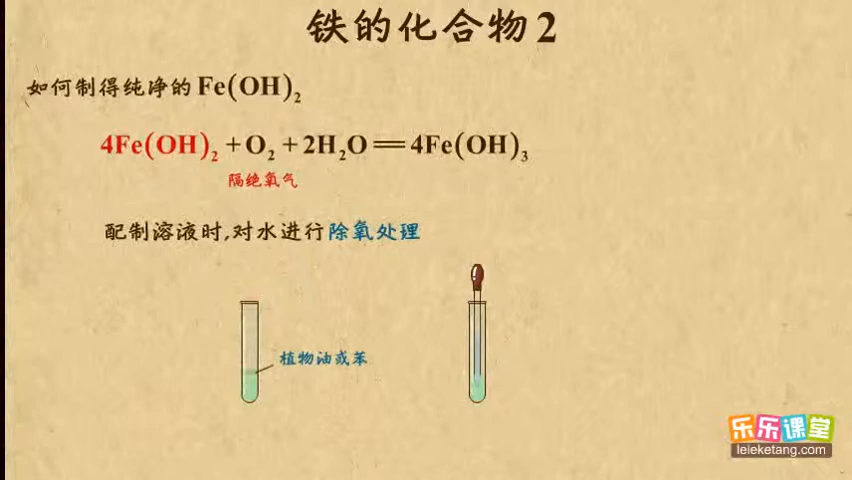 铁的化合物2
如何制得纯净的Fe(OH)₂
4Fe(OH)₂+O₂+2H₂O══4Fe(OH)₃
隔绝氧气
配制溶液时,对水进行除氧处理
植物油或苯
乐乐课堂
leleketang.com